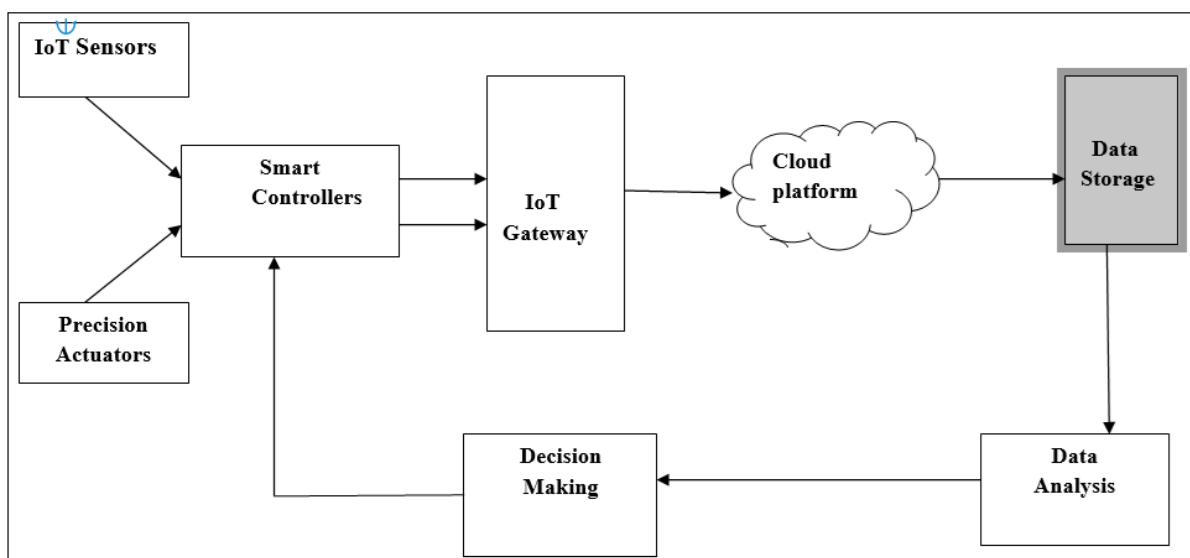 IoT Sensors
Smart
Controllers
IoT
Gateway
Cloud
platform
Data
Storage
Precision
Actuators
Decision
Making
Data
Analysis